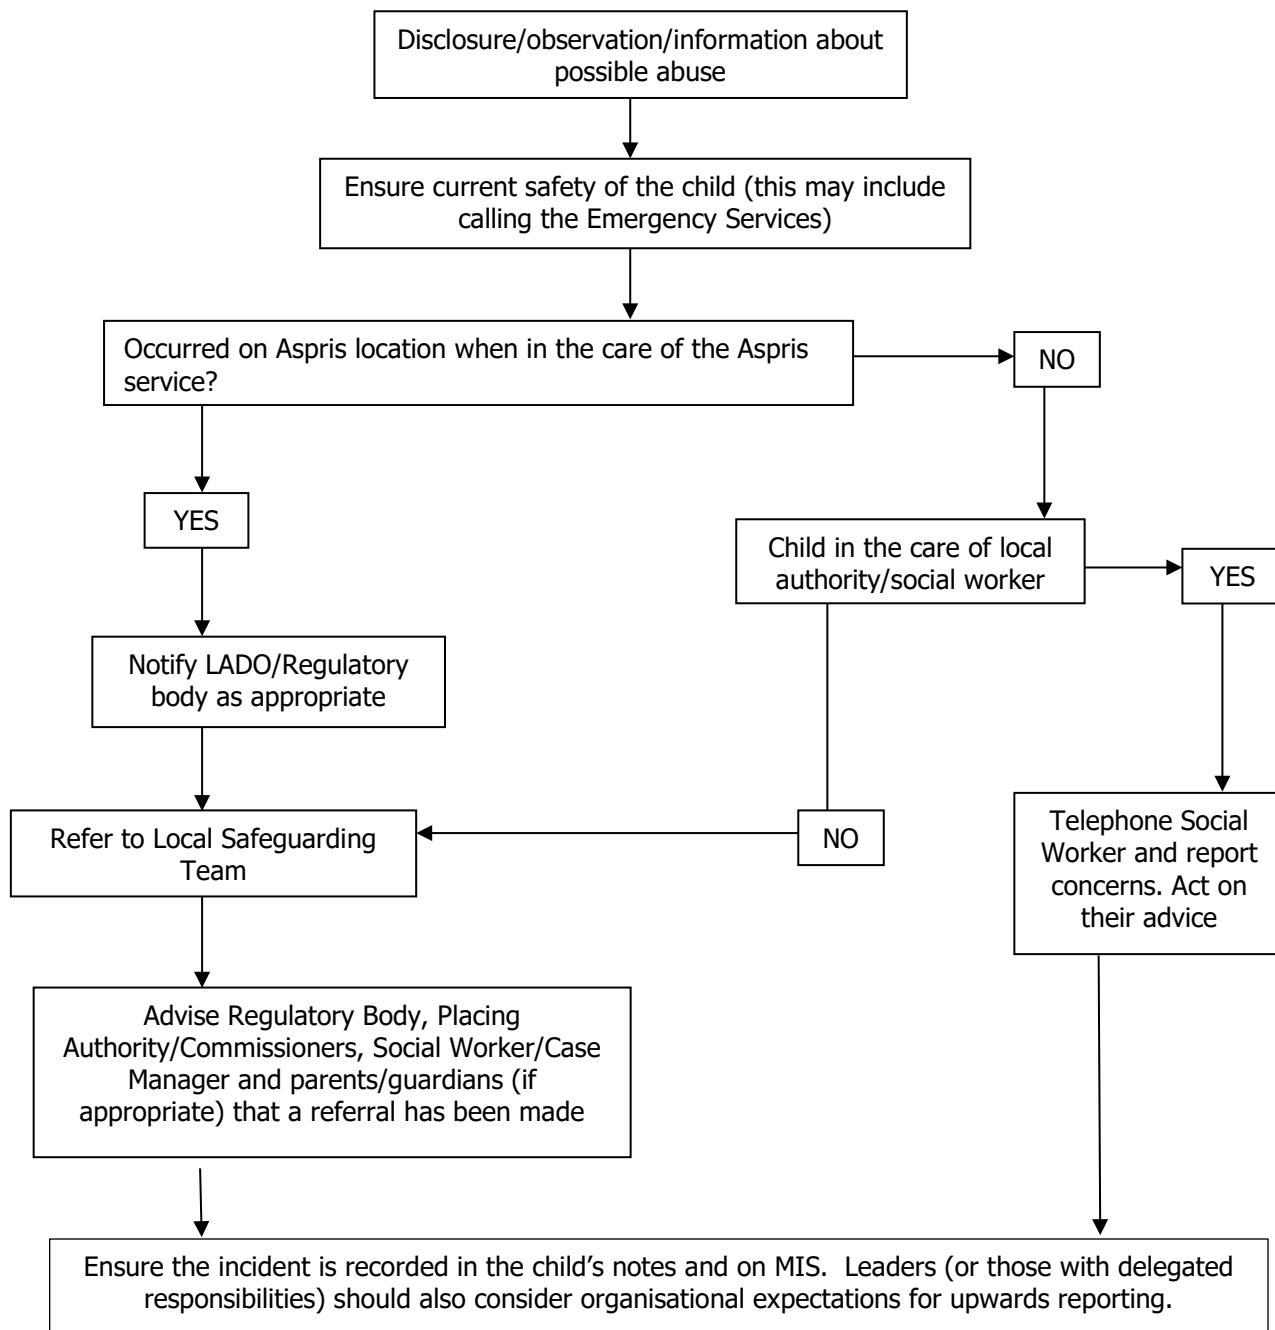 Disclosure/observation/information about
possible abuse
Ensure current safety of the child (this may include
calling the Emergency Services)
Occurred on Aspris location when in the care of the Aspris
service?
NO
YES
Child in the care of local
authority/social worker
YES
Notify LADO/Regulatory
body as appropriate
Refer to Local Safeguarding
Team
NO
Telephone Social
Worker and report
concerns. Act on
their advice
Advise Regulatory Body, Placing
Authority/Commissioners, Social Worker/Case
Manager and parents/guardians (if
appropriate) that a referral has been made
Ensure the incident is recorded in the child’s notes and on MIS.  Leaders (or those with delegated
responsibilities) should also consider organisational expectations for upwards reporting.